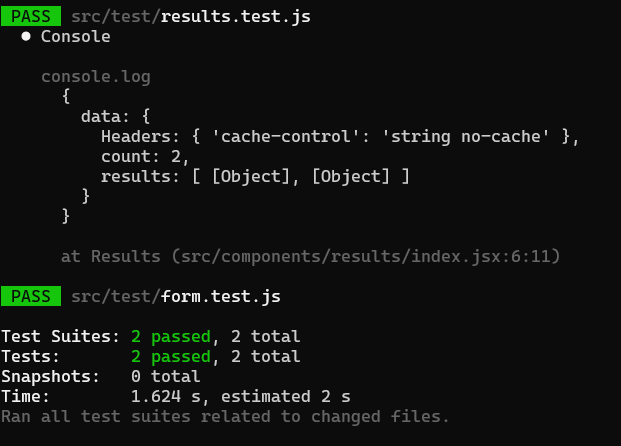 PASS src/test/results.test.js
● Console
console.log
{
data: {
Headers: { 'cache-control': 'string no-cache' },
count: 2,
results: [ [Object], [Object] ]
}
}
at Results (src/components/results/index.jsx:6:11)
PASS src/test/form.test.js
Test Suites: 2 passed, 2 total
Tests: 2 passed, 2 total
Snapshots: 0 total
Time: 1.624 s, estimated 2 s
Ran all test suites related to changed files.